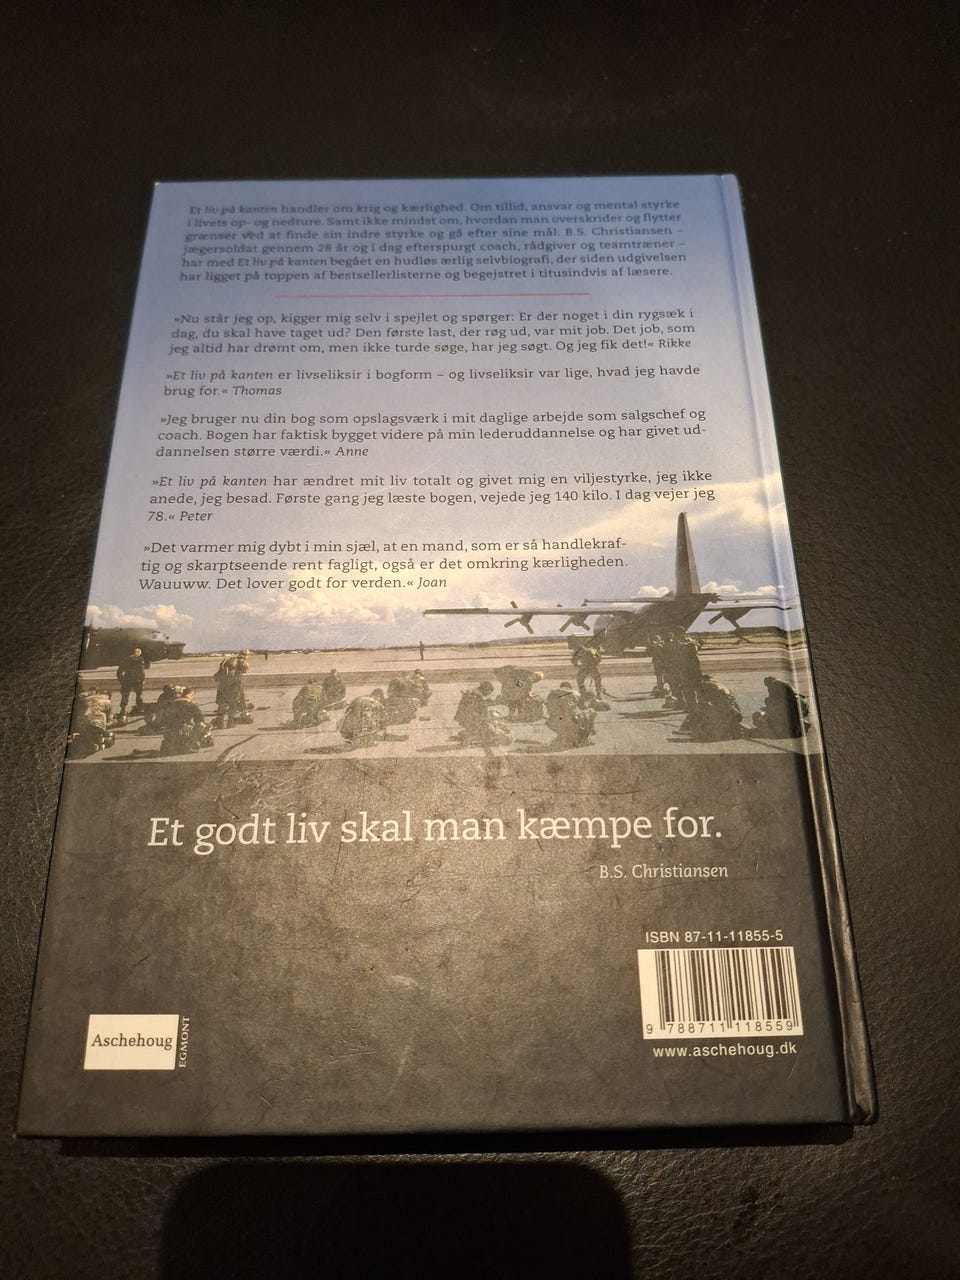 Et liv på kanten handler om krig og kærlighed. Om tillid, ansvar og mental styrke
i livets op- og nedture. Samt ikke mindst om, hvordan man overskrider og flytter
grænser ved at finde sin indre styrke og gå efter sine mål. B.S. Christiansen –
jægersoldat gennem 28 år og i dag efterspurgt coach, rådgiver og teamtræner –
har med Et liv på kanten begået en hudløs ærlig selvbiografi, der siden udgivelsen
har ligget på toppen af bestsellerlisterne og begejstret i titusindvis af læsere.
»Nu står jeg op, kigger mig selv i spejlet og spørger: Er der noget i din rygsæk i
dag, du skal have taget ud? Den første last, der røg ud, var mit job. Det job, som
jeg altid har drømt om, men ikke turde søge, har jeg søgt. Og jeg fik det!« Rikke
»Et liv på kanten er livseliksir i bogform – og livseliksir var lige, hvad jeg havde
brug for.« Thomas
»Jeg bruger nu din bog som opslagsværk i mit daglige arbejde som salgschef og
coach. Bogen har faktisk bygget videre på min lederuddannelse og har givet ud-
dannelsen større værdi.« Anne
»Et liv på kanten har ændret mit liv totalt og givet mig en viljestyrke, jeg ikke
anede, jeg besad. Første gang jeg læste bogen, vejede jeg 140 kilo. I dag vejer jeg
78.« Peter
»Det varmer mig dybt i min sjæl, at en mand, som er så handlekraf-
tig og skarptseende rent fagligt, også er det omkring kærligheden.
Wauuww. Det lover godt for verden.« Joan
Et godt liv skal man kæmpe for.
B.S. Christiansen
ISBN 87-11-11855-5
9 788711 118559
www.aschehoug.dk
Aschehoug
EGMONT